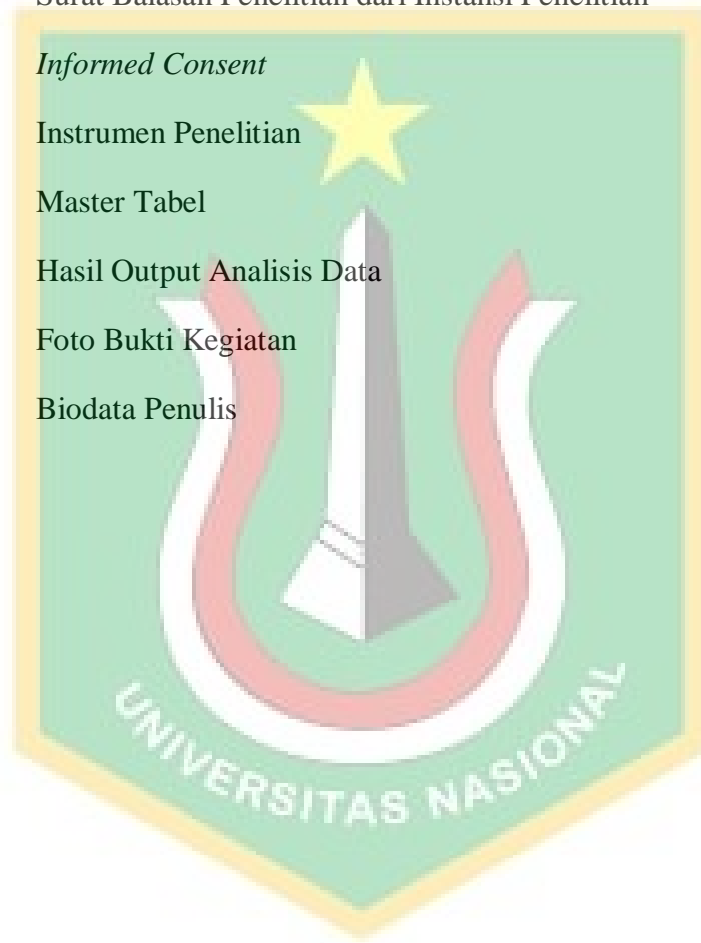 Surat Balasan Penelitian dari Instansi Penelitian
Informed Consent
Instrumen Penelitian
Master Tabel
Hasil Output Analisis Data
Foto Bukti Kegiatan
Biodata Penulis
UNIVERSITAS NASIONAL